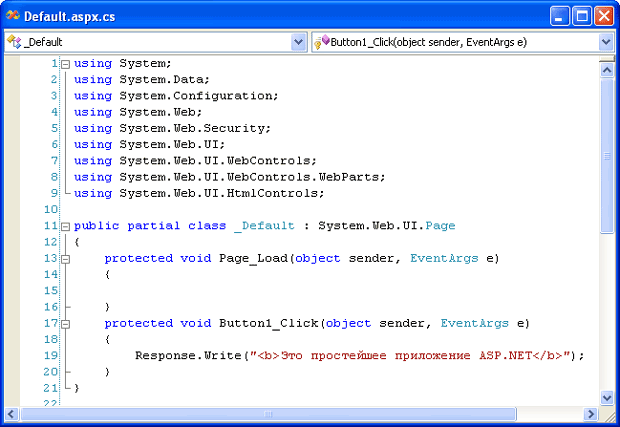 Default.aspx.cs
_Default Button1_Click(object sender, EventArgs e)
1 using System;
2 using System.Data;
3 using System.Configuration;
4 using System.Web;
5 using System.Web.Security;
6 using System.Web.UI;
7 using System.Web.UI.WebControls;
8 using System.Web.UI.WebControls.WebParts;
9 using System.Web.UI.HtmlControls;
10
11 public partial class _Default : System.Web.UI.Page
12 {
13     protected void Page_Load(object sender, EventArgs e)
14     {
15
16     }
17     protected void Button1_Click(object sender, EventArgs e)
18     {
19         Response.Write("<b>Это простейшее приложение ASP.NET</b>");
20     }
21 }
22